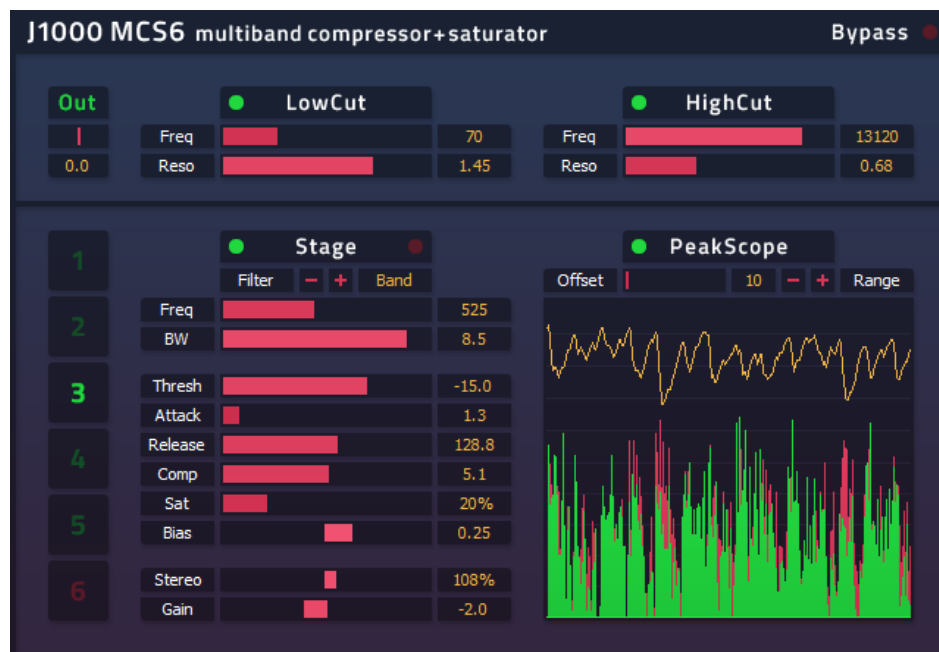 J1000 MCS6 multiband compressor+saturator Bypass
Out LowCut HighCut
Freq 70 Freq 13120
0.0 Reso 1.45 Reso 0.68
1 Stage PeakScope
Filter − + Band Offset 10 − + Range
Freq 525
2 BW 8.5
3 Thresh -15.0
Attack 1.3
Release 128.8
4 Comp 5.1
Sat 20%
5 Bias 0.25
6 Stereo 108%
Gain -2.0